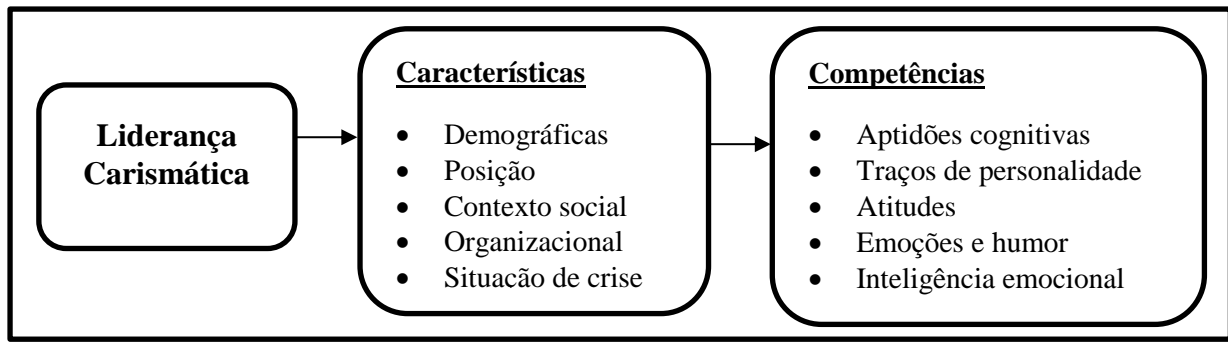 Liderança
Carismática
Características
• Demográficas
• Posição
• Contexto social
• Organizacional
• Situacão de crise
Competências
• Aptidões cognitivas
• Traços de personalidade
• Atitudes
• Emoções e humor
• Inteligência emocional